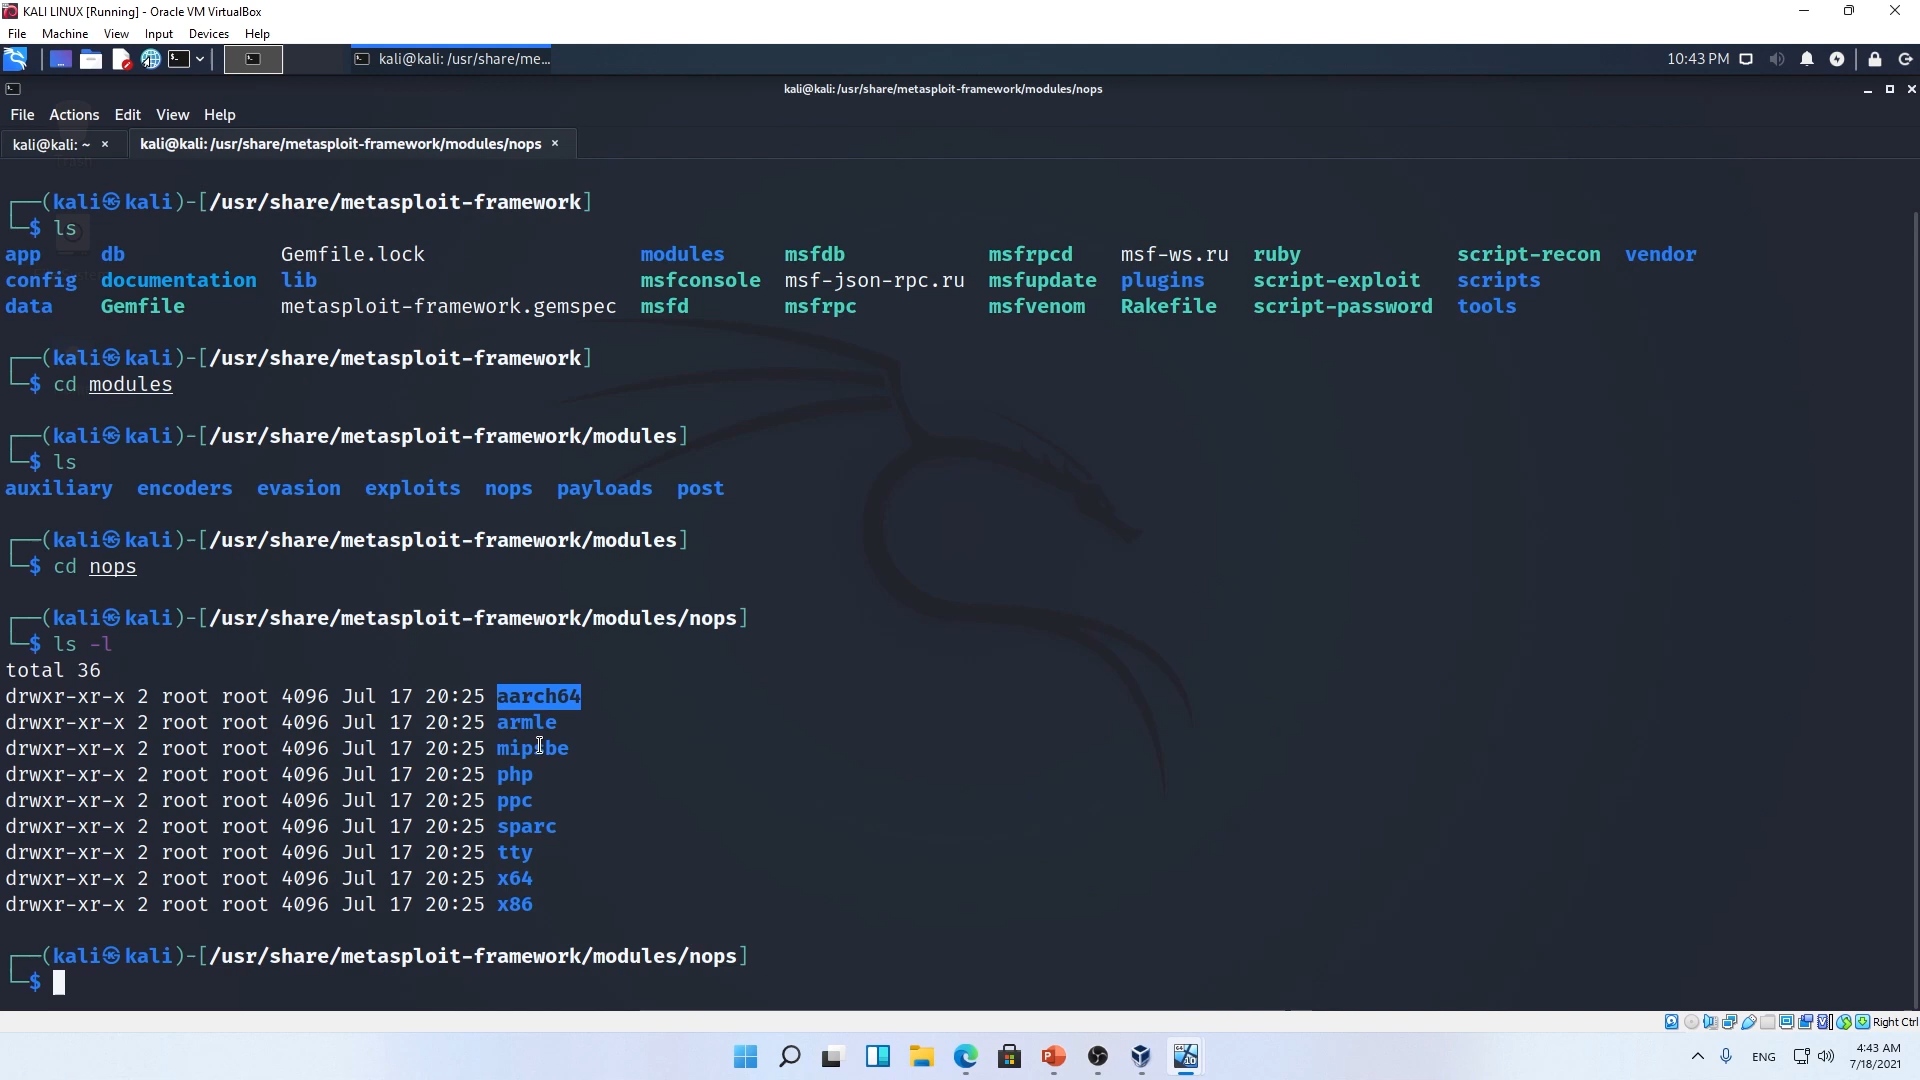 KALI LINUX [Running] - Oracle VM VirtualBox
File Machine View Input Devices Help
kali@kali: /usr/share/me... 10:43 PM
kali@kali: /usr/share/metasploit-framework/modules/nops
File Actions Edit View Help
kali@kali: ~ × kali@kali: /usr/share/metasploit-framework/modules/nops ×
┌──(kali㉿kali)-[/usr/share/metasploit-framework]
└─$ ls
app db Gemfile.lock modules msfdb msfrpcd msf-ws.ru ruby script-recon vendor
config documentation lib msfconsole msf-json-rpc.ru msfupdate plugins script-exploit scripts
data Gemfile metasploit-framework.gemspec msfd msfrpc msfvenom Rakefile script-password tools
┌──(kali㉿kali)-[/usr/share/metasploit-framework]
└─$ cd modules
┌──(kali㉿kali)-[/usr/share/metasploit-framework/modules]
└─$ ls
auxiliary encoders evasion exploits nops payloads post
┌──(kali㉿kali)-[/usr/share/metasploit-framework/modules]
└─$ cd nops
┌──(kali㉿kali)-[/usr/share/metasploit-framework/modules/nops]
└─$ ls -l
total 36
drwxr-xr-x 2 root root 4096 Jul 17 20:25 aarch64
drwxr-xr-x 2 root root 4096 Jul 17 20:25 armle
drwxr-xr-x 2 root root 4096 Jul 17 20:25 mipsbe
drwxr-xr-x 2 root root 4096 Jul 17 20:25 php
drwxr-xr-x 2 root root 4096 Jul 17 20:25 ppc
drwxr-xr-x 2 root root 4096 Jul 17 20:25 sparc
drwxr-xr-x 2 root root 4096 Jul 17 20:25 tty
drwxr-xr-x 2 root root 4096 Jul 17 20:25 x64
drwxr-xr-x 2 root root 4096 Jul 17 20:25 x86
┌──(kali㉿kali)-[/usr/share/metasploit-framework/modules/nops]
└─$
Right Ctrl
ENG 4:43 AM
7/18/2021